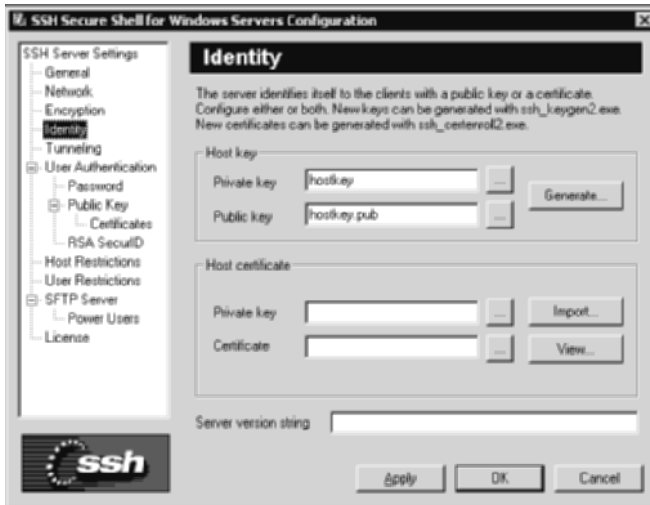 SSH Secure Shell for Windows Servers Configuration
SSH Server Settings
General
Network
Encryption
Identity
Tunneling
User Authentication
Password
Public Key
Certificates
RSA SecurID
Host Restrictions
User Restrictions
SFTP Server
Power Users
License
ssh
Identity
The server identifies itself to the clients with a public key or a certificate.
Configure either or both. New keys can be generated with ssh_keygen2.exe.
New certificates can be generated with ssh_certenroll2.exe.
Host key
Private key hostkey ...
Generate...
Public key hostkey.pub ...
Host certificate
Private key ... Import...
Certificate ... View...
Server version string
Apply OK Cancel